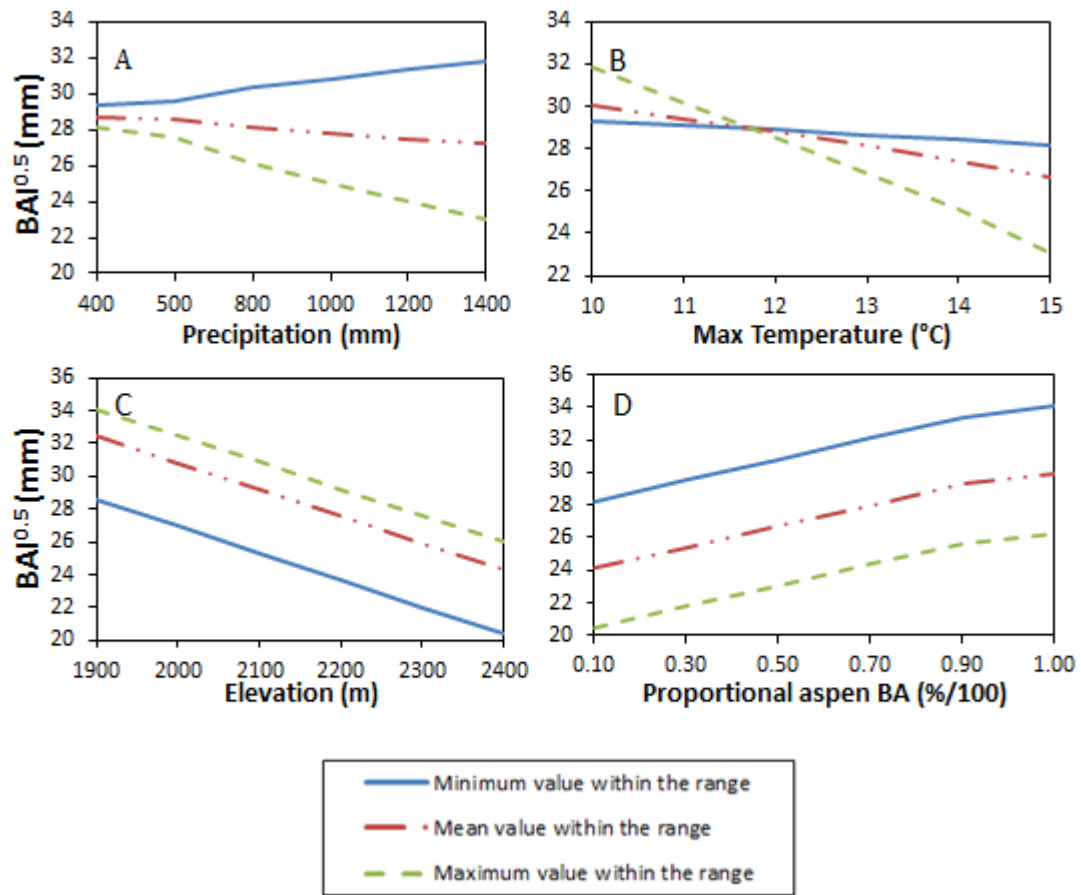 34
32
30
28
26
24
22
20
A
BAI^0.5 (mm)
400 500 800 1000 1200 1400
Precipitation (mm)
34
32
30
28
26
24
22
B
10 11 12 13 14 15
Max Temperature (°C)
36
34
32
30
28
26
24
22
20
C
BAI^0.5 (mm)
1900 2000 2100 2200 2300 2400
Elevation (m)
36
34
32
30
28
26
24
22
20
D
0.10 0.30 0.50 0.70 0.90 1.00
Proportional aspen BA (%/100)
Minimum value within the range
Mean value within the range
Maximum value within the range